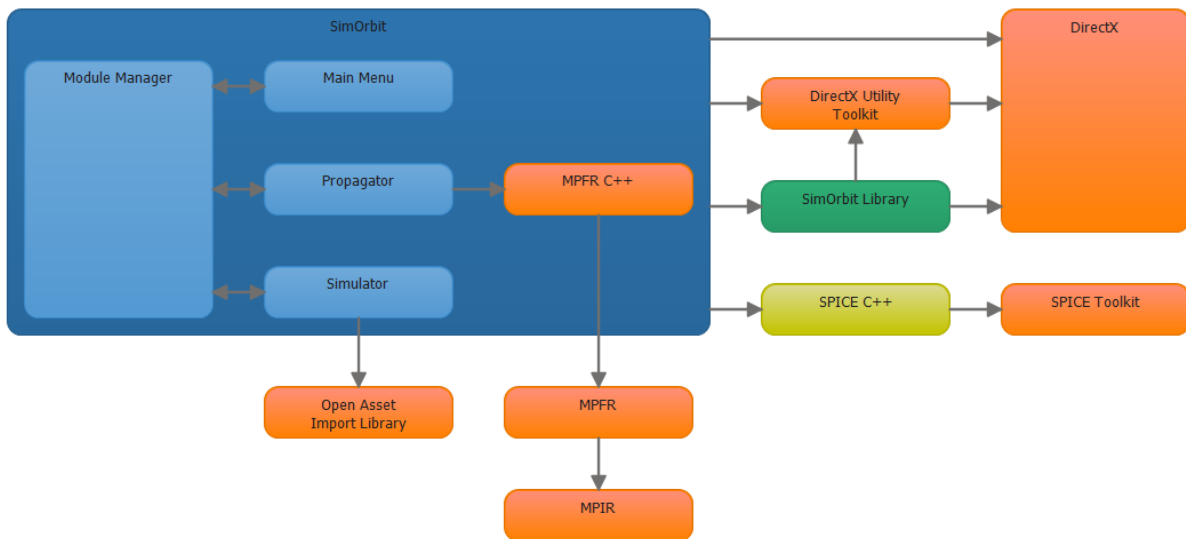 SimOrbit
DirectX
Module Manager
Main Menu
DirectX Utility
Toolkit
Propagator
MPFR C++
SimOrbit Library
Simulator
SPICE C++
SPICE Toolkit
Open Asset
Import Library
MPFR
MPIR